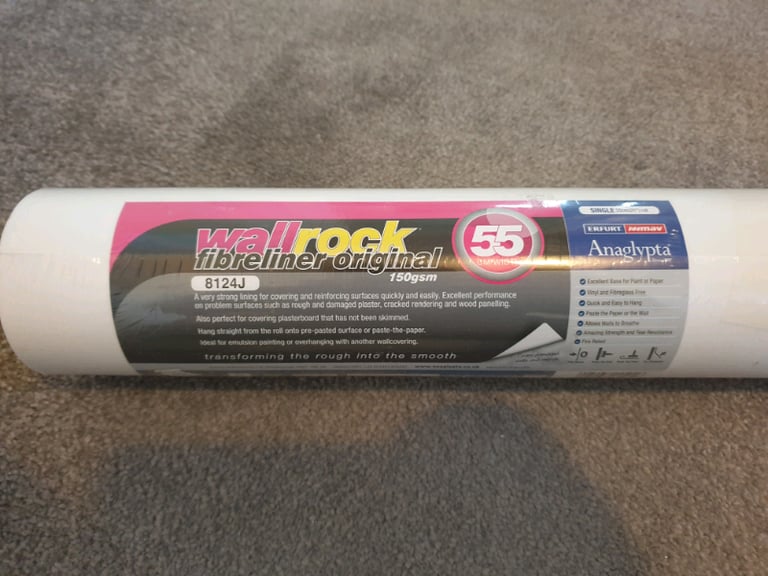 wallrock
fibreliner original
150gsm
8124J
A very strong lining for covering and reinforcing surfaces quickly and easily. Excellent performance
on problem surfaces such as rough and damaged plaster, cracked rendering and wood panelling.
Also perfect for covering plasterboard that has not been skimmed.
Hang straight from the roll onto pre-pasted surface or paste-the-paper.
Ideal for emulsion painting or overhanging with another wallcovering.
transforming the rough into the smooth
55
SINGLE
ERFURT
Anaglypta
Excellent Base for Paint or Paper
Vinyl and Fibreglass Free
Quick and Easy to Hang
Paste the Paper or the Wall
Allows Walls to Breathe
Amazing Strength and Tear Resistance
Fire Rated